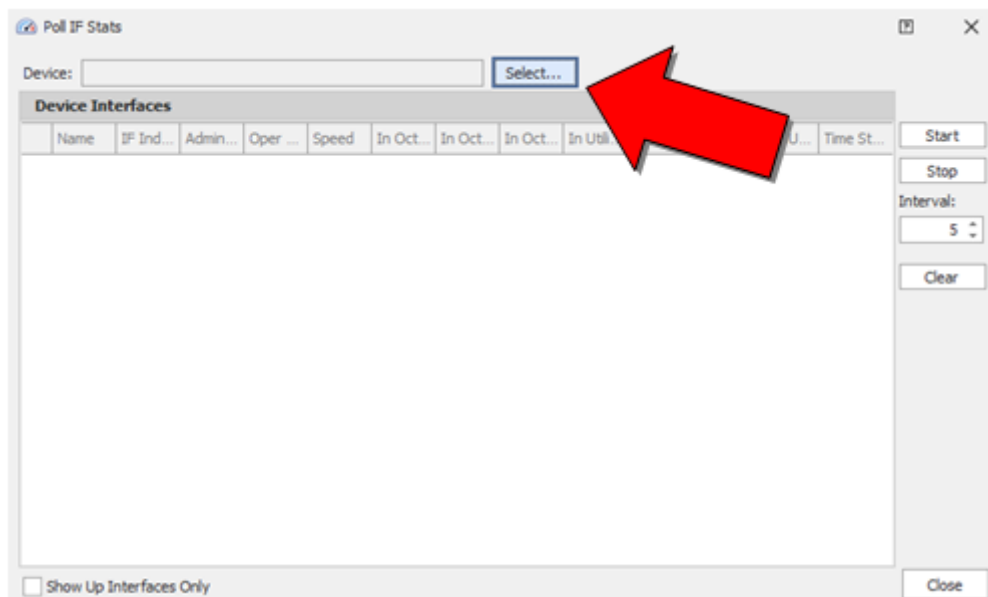 Poll IF Stats
Device: Select...
Device Interfaces
Name IF Ind... Admin... Oper ... Speed In Oct... In Oct... In Oct... In Utili... U... Time St...
Start
Stop
Interval:
5
Clear
Show Up Interfaces Only
Close